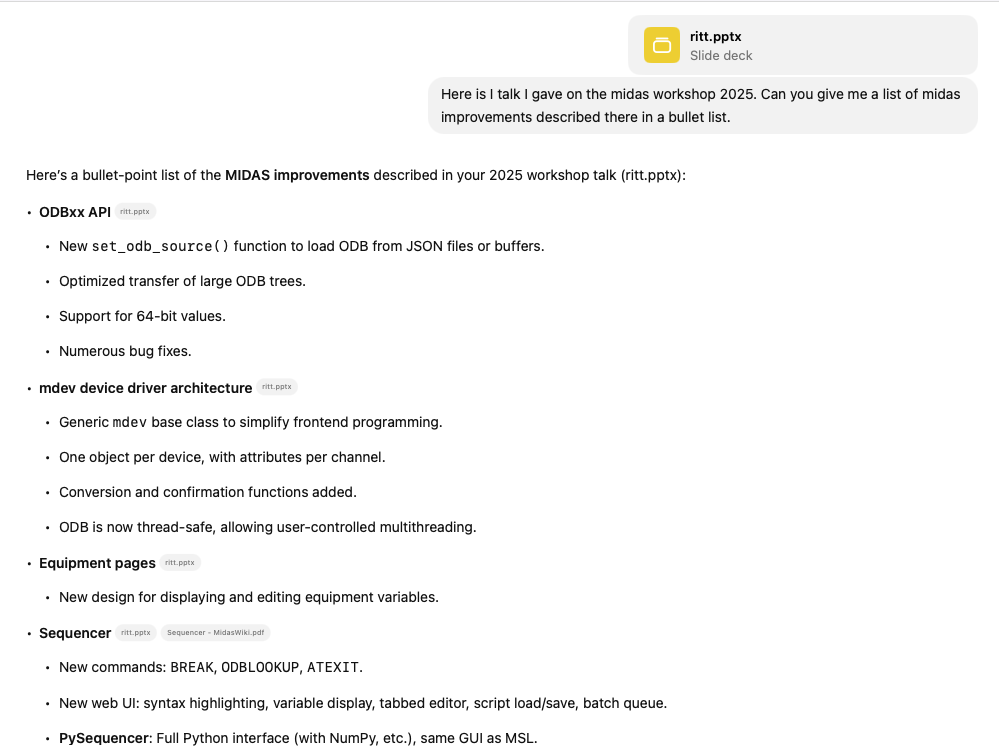 ritt.pptx
Slide deck
Here is I talk I gave on the midas workshop 2025. Can you give me a list of midas
improvements described there in a bullet list.
Here's a bullet-point list of the MIDAS improvements described in your 2025 workshop talk (ritt.pptx):
• ODBxx API ritt.pptx
• New set_odb_source() function to load ODB from JSON files or buffers.
• Optimized transfer of large ODB trees.
• Support for 64-bit values.
• Numerous bug fixes.
• mdev device driver architecture ritt.pptx
• Generic mdev base class to simplify frontend programming.
• One object per device, with attributes per channel.
• Conversion and confirmation functions added.
• ODB is now thread-safe, allowing user-controlled multithreading.
• Equipment pages ritt.pptx
• New design for displaying and editing equipment variables.
• Sequencer ritt.pptx Sequencer - MidasWiki.pdf
• New commands: BREAK, ODBLOOKUP, ATEXIT.
• New web UI: syntax highlighting, variable display, tabbed editor, script load/save, batch queue.
• PySequencer: Full Python interface (with NumPy, etc.), same GUI as MSL.